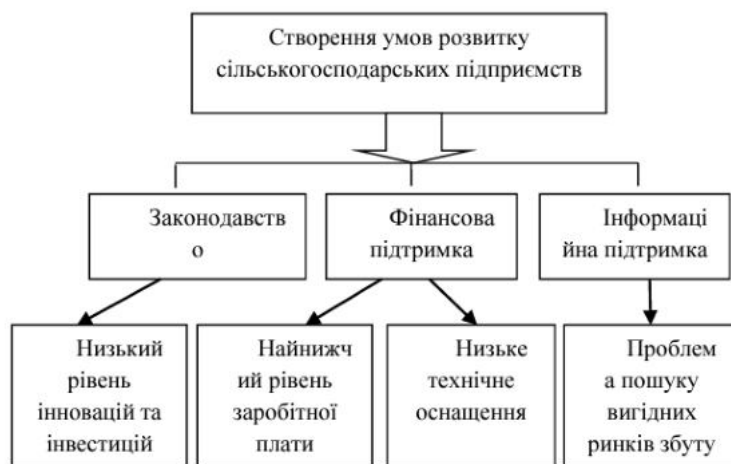 Створення умов розвитку
сільськогосподарських підприємств
Законодавств
о
Фінансова
підтримка
Інформаці
йна підтримка
Низький
рівень
інновацій та
інвестицій
Найнижч
ий рівень
заробітної
плати
Низьке
технічне
оснащення
Проблем
а пошуку
вигідних
ринків збуту